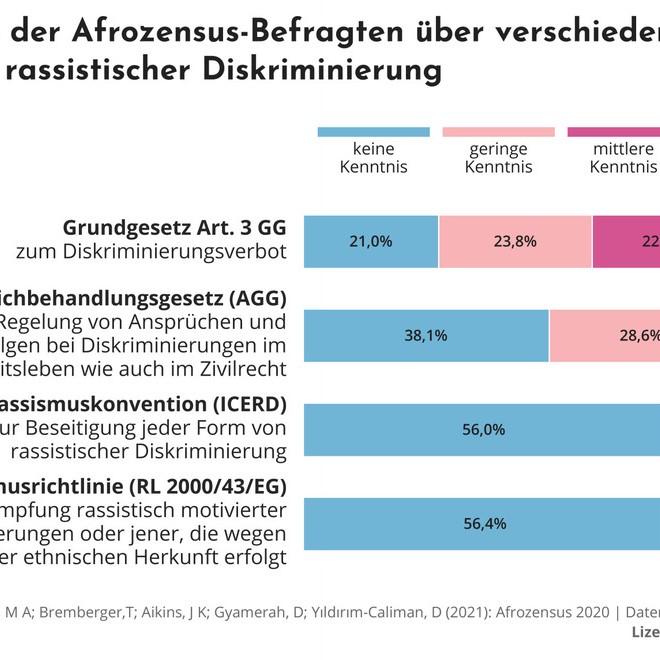 der Afrozensus-Befragten über verschieden
rassistischer Diskriminierung
keine
Kenntnis
geringe
Kenntnis
mittlere
Kenntnis
Grundgesetz Art. 3 GG
zum Diskriminierungsverbot
21,0%
23,8%
22
ichbehandlungsgesetz (AGG)
Regelung von Ansprüchen und
lgen bei Diskriminierungen im
itsleben wie auch im Zivilrecht
38,1%
28,6%
assismuskonvention (ICERD)
ur Beseitigung jeder Form von
rassistischer Diskriminierung
56,0%
nusrichtlinie (RL 2000/43/EG)
mpfung rassistisch motivierter
erungen oder jener, die wegen
er ethnischen Herkunft erfolgt
56,4%
M A; Bremberger,T; Aikins, J K; Gyamerah, D; Yıldırım-Caliman, D (2021): Afrozensus 2020 | Daten
Lize